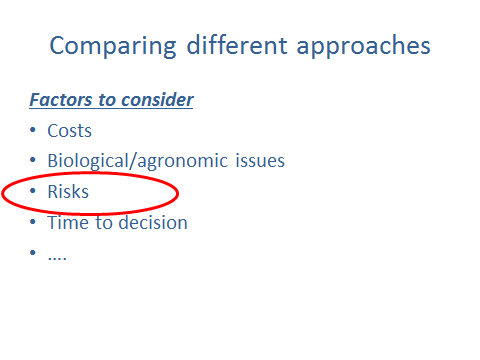 Comparing different approaches
Factors to consider
• Costs
• Biological/agronomic issues
• Risks
• Time to decision
• ....